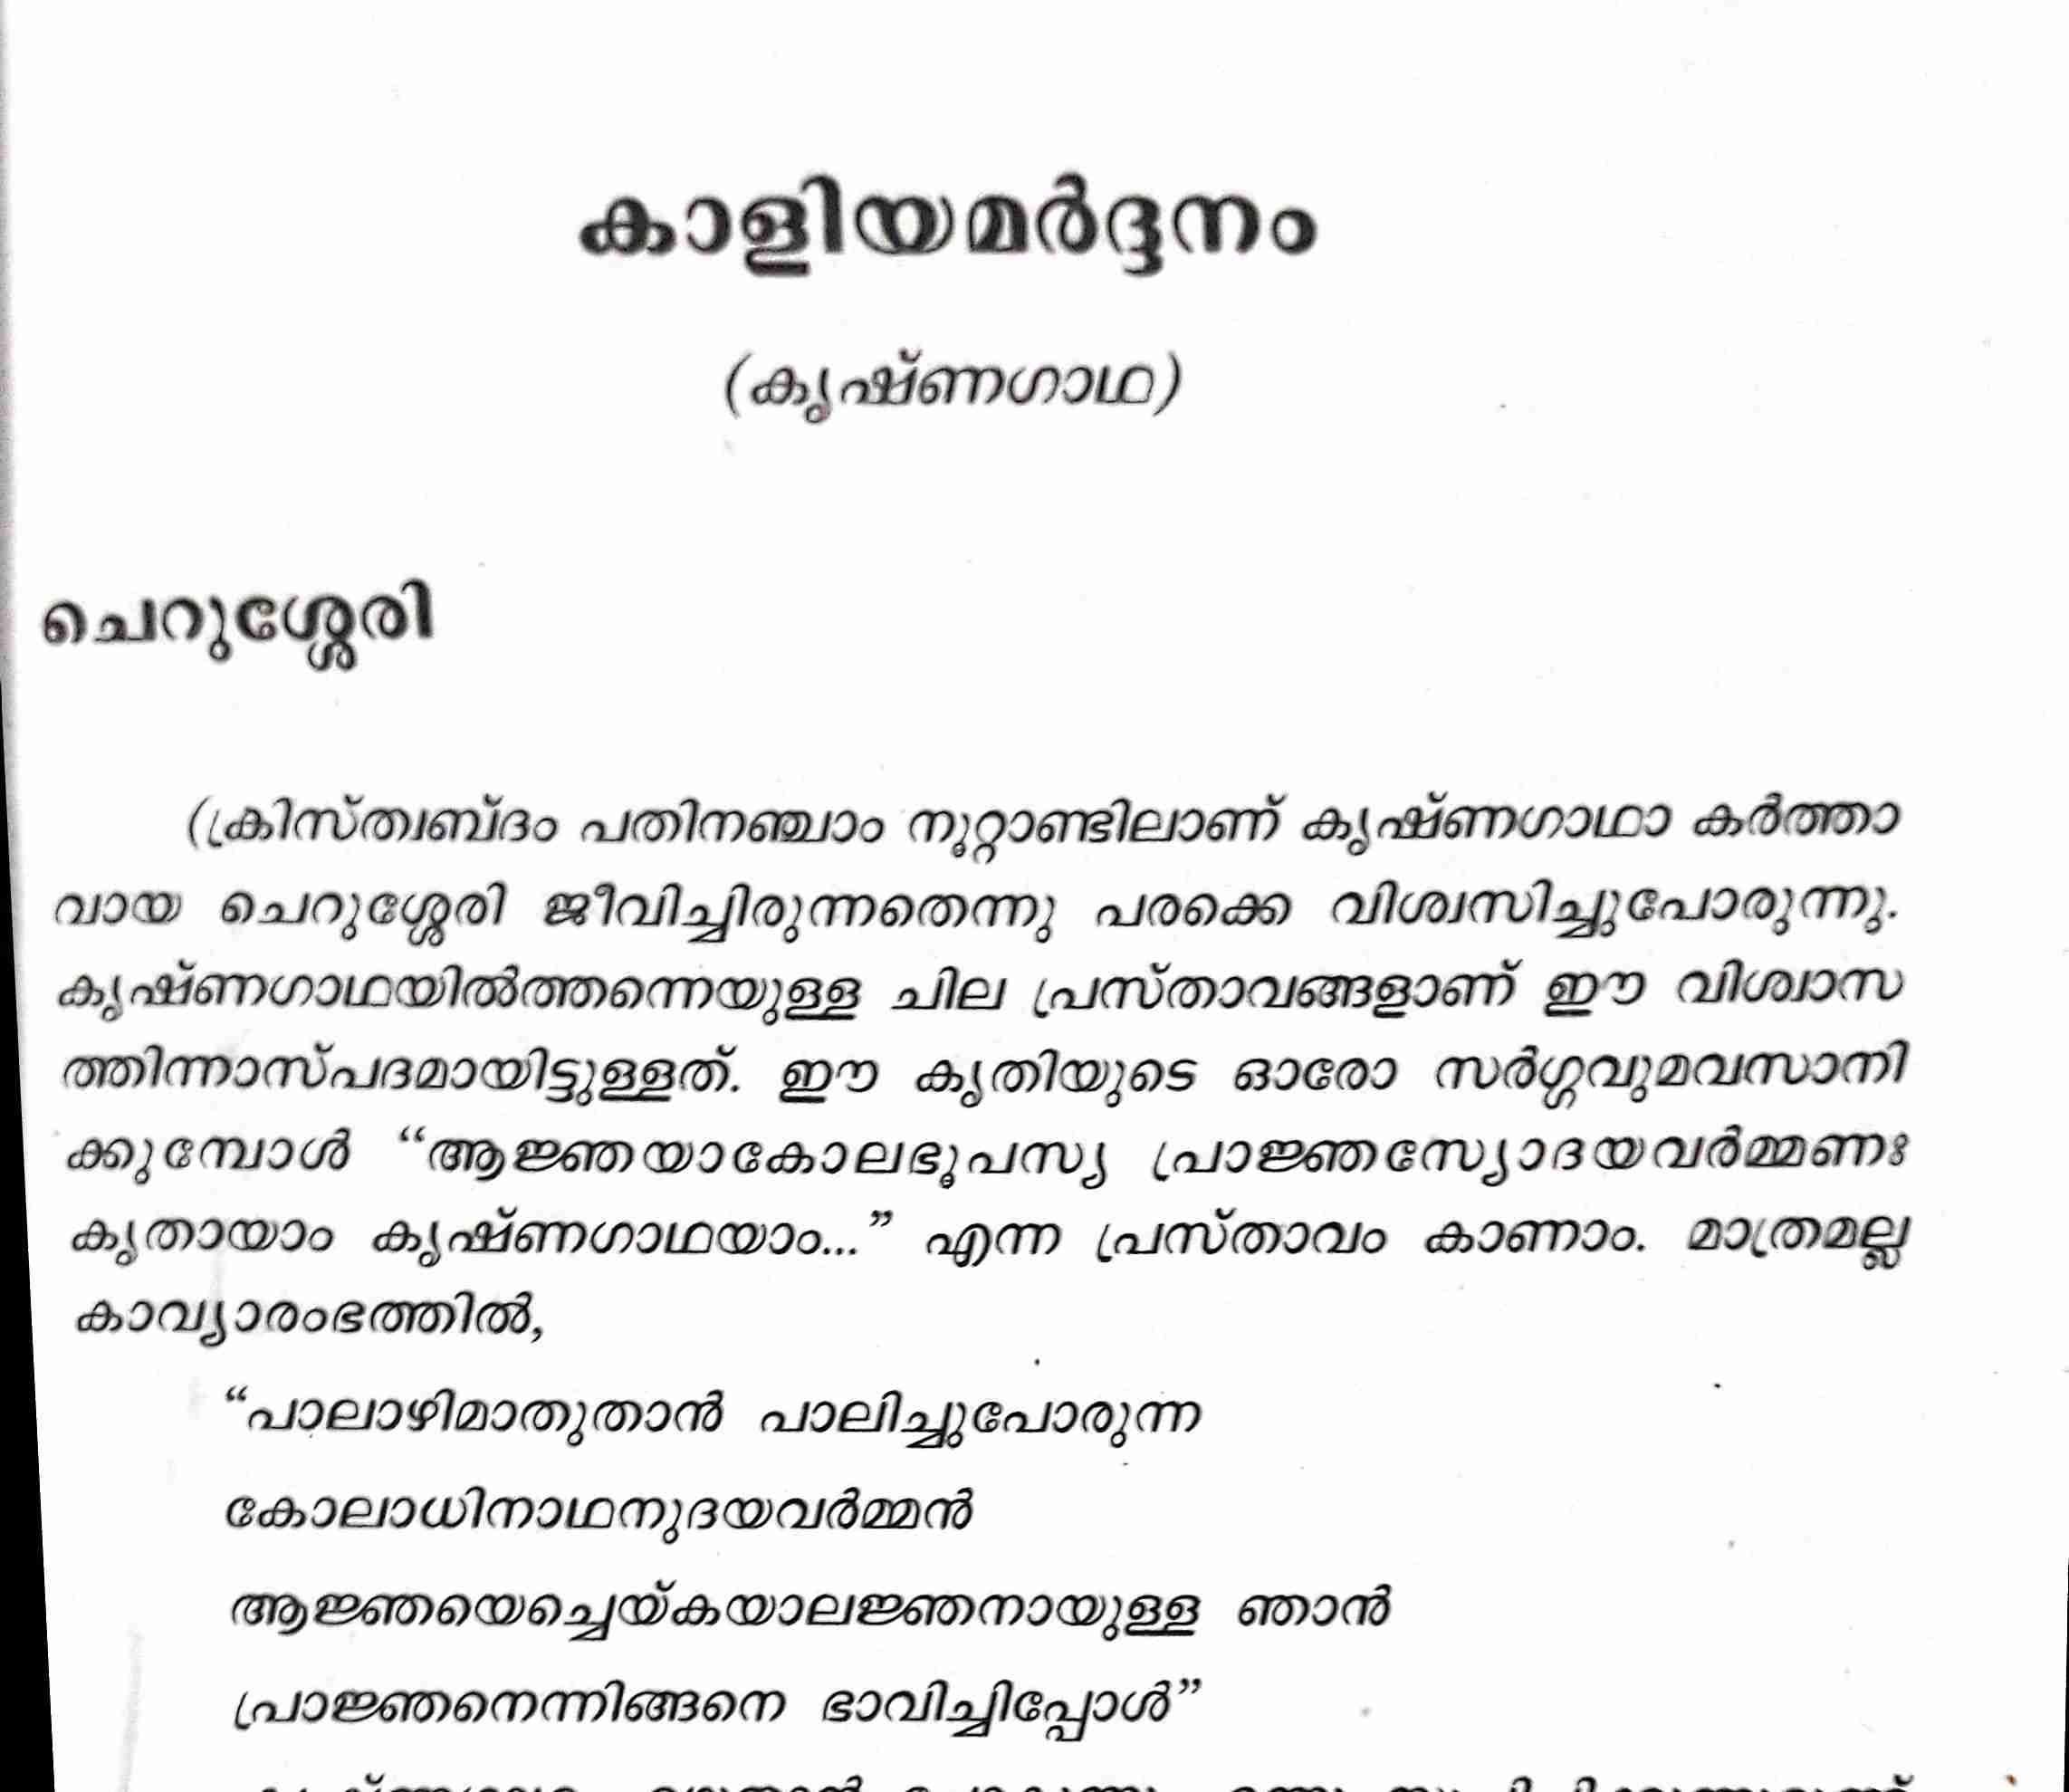 കാളിയമർദ്ദനം
(കൃഷ്ണഗാഥ)
ചെറുശ്ശേരി
(ക്രിസ്ത്വബ്ദം പതിനഞ്ചാം നൂറ്റാണ്ടിലാണ് കൃഷ്ണഗാഥാ കർത്താ
വായ ചെറുശ്ശേരി ജീവിച്ചിരുന്നതെന്നു പരക്കെ വിശ്വസിച്ചുപോരുന്നു.
കൃഷ്ണഗാഥയിൽത്തന്നെയുള്ള ചില പ്രസ്താവങ്ങളാണ് ഈ വിശ്വാസ
ത്തിന്നാസ്പദമായിട്ടുള്ളത്. ഈ കൃതിയുടെ ഓരോ സർഗ്ഗവുമവസാനി
ക്കുമ്പോൾ “ആജ്ഞയാകോലഭൂപസ്യ പ്രാജ്ഞസ്യോദയവർമ്മണഃ
കൃതായാം കൃഷ്ണഗാഥയാം...” എന്ന പ്രസ്താവം കാണാം. മാത്രമല്ല
കാവ്യാരംഭത്തിൽ,
“പാലാഴിമാതുതാൻ പാലിച്ചുപോരുന്ന
കോലാധിനാഥനുദയവർമ്മൻ
ആജ്ഞയെച്ചെയ്കയാലജ്ഞനായുള്ള ഞാൻ
പ്രാജ്ഞനെന്നിങ്ങനെ ഭാവിച്ചിപ്പോൾ”